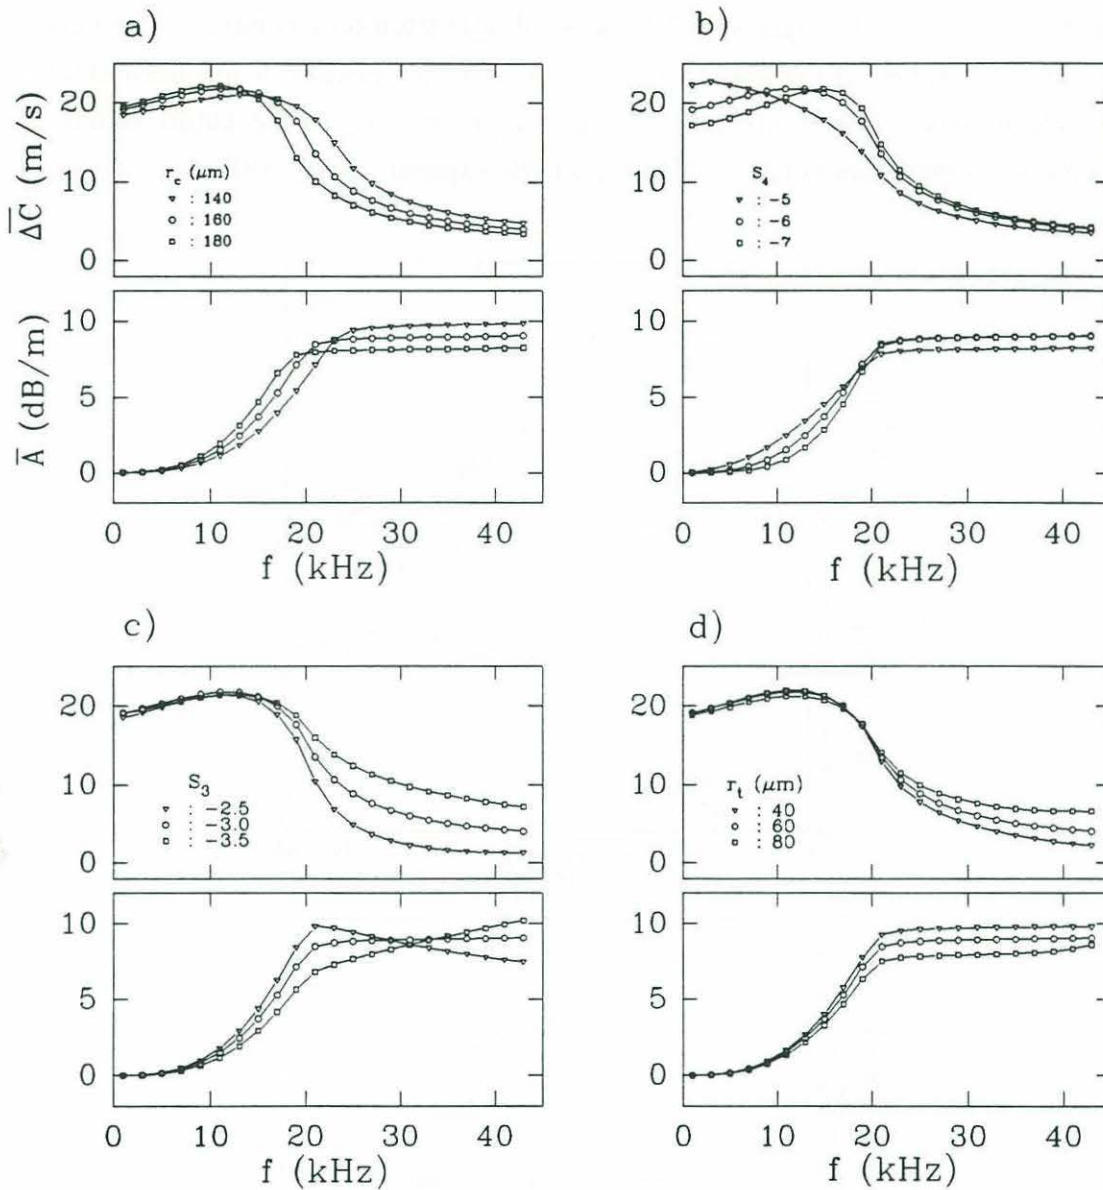 a)
ΔC (m/s)
20
10
0
r_c (μm)
▿ : 140
○ : 160
□ : 180
A (dB/m)
10
5
0
0 10 20 30 40
f (kHz)
b)
20
10
0
S_4
▿ : -5
○ : -6
□ : -7
10
5
0
0 10 20 30 40
f (kHz)
c)
20
10
0
S_3
▿ : -2.5
○ : -3.0
□ : -3.5
10
5
0
0 10 20 30 40
f (kHz)
d)
20
10
0
r_t (μm)
▿ : 40
○ : 60
□ : 80
10
5
0
0 10 20 30 40
f (kHz)